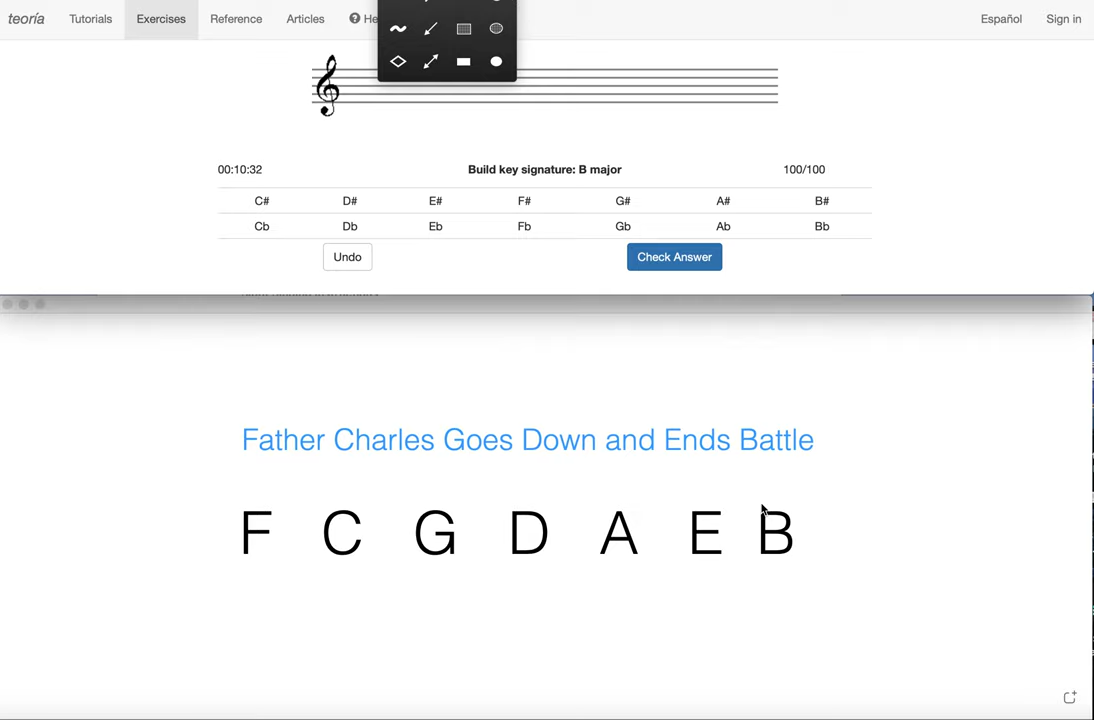 teoría Tutorials Exercises Reference Articles Español Sign in
00:10:32 Build key signature: B major 100/100
C# D# E# F# G# A# B#
Cb Db Eb Fb Gb Ab Bb
Undo Check Answer
Father Charles Goes Down and Ends Battle
F C G D A E B